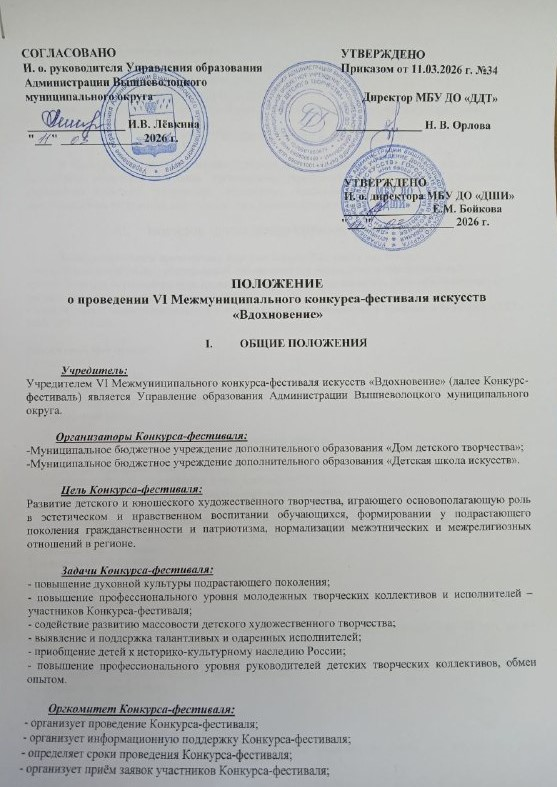 СОГЛАСОВАНО
И. о. руководителя Управления образования
Администрации Вышневолоцкого
муниципального округа
И.В. Лёвкина
" 11 " 03 2026 г.
УТВЕРЖДЕНО
Приказом от 11.03.2026 г. №34
Директор МБУ ДО «ДДТ»
Н. В. Орлова
УТВЕРЖДЕНО
И. о. директора МБУ ДО «ДШИ»
Е.М. Бойкова
2026 г.
ПОЛОЖЕНИЕ
о проведении VI Межмуниципального конкурса-фестиваля искусств
«Вдохновение»
I. ОБЩИЕ ПОЛОЖЕНИЯ
Учредитель:
Учредителем VI Межмуниципального конкурса-фестиваля искусств «Вдохновение» (далее Конкурс-
фестиваль) является Управление образования Администрации Вышневолоцкого муниципального
округа.
Организаторы Конкурса-фестиваля:
-Муниципальное бюджетное учреждение дополнительного образования «Дом детского творчества»;
-Муниципальное бюджетное учреждение дополнительного образования «Детская школа искусств».
Цель Конкурса-фестиваля:
Развитие детского и юношеского художественного творчества, играющего основополагающую роль
в эстетическом и нравственном воспитании обучающихся, формировании у подрастающего
поколения гражданственности и патриотизма, нормализации межэтнических и межрелигиозных
отношений в регионе.
Задачи Конкурса-фестиваля:
- повышение духовной культуры подрастающего поколения;
- повышение профессионального уровня молодежных творческих коллективов и исполнителей –
участников Конкурса-фестиваля;
- содействие развитию массовости детского художественного творчества;
- выявление и поддержка талантливых и одаренных исполнителей;
- приобщение детей к историко-культурному наследию России;
- повышение профессионального уровня руководителей детских творческих коллективов, обмен
опытом.
Оргкомитет Конкурса-фестиваля:
- организует проведение Конкурса-фестиваля;
- организует информационную поддержку Конкурса-фестиваля;
- определяет сроки проведения Конкурса-фестиваля;
- организует приём заявок участников Конкурса-фестиваля;